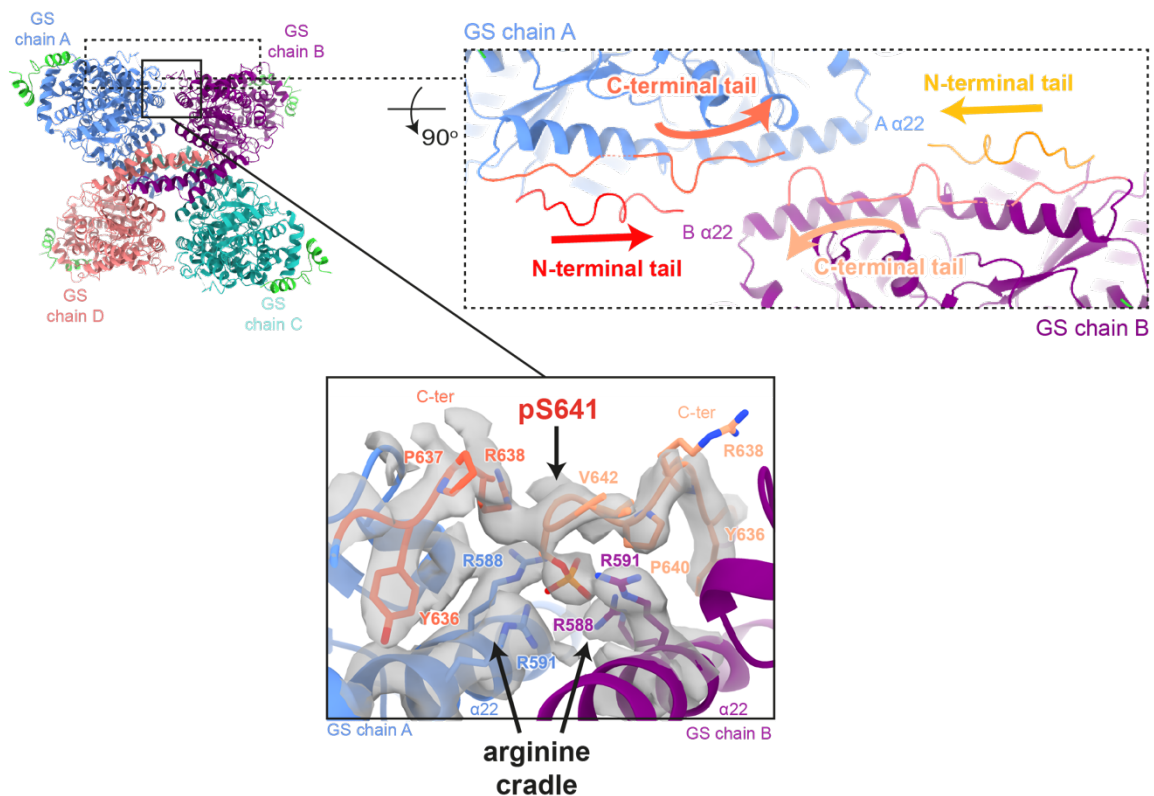 GS
chain A
GS
chain B
GS
chain D
GS
chain C
90°
GS chain A
C-terminal tail
N-terminal tail
A α22
B α22
N-terminal tail
C-terminal tail
GS chain B
C-ter
pS641
C-ter
P637
R638
R638
V642
Y636
R588
R591
P640
Y636
R588
R591
α22
α22
GS chain A
GS chain B
arginine
cradle